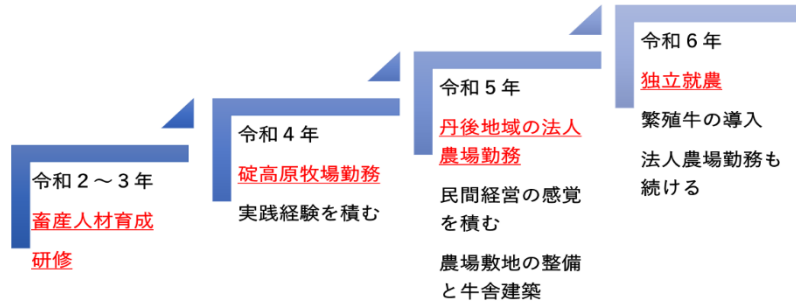 令和２～３年
畜産人材育成
研修
令和４年
碇高原牧場勤務
実践経験を積む
令和５年
丹後地域の法人
農場勤務
民間経営の感覚
を積む
農場敷地の整備
と牛舎建築
令和６年
独立就農
繁殖牛の導入
法人農場勤務も
続ける